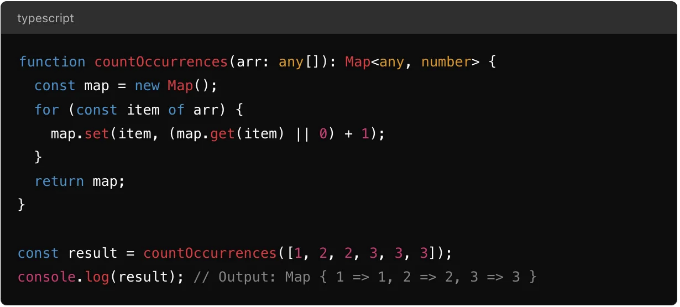 typescript
function countOccurrences(arr: any[]): Map<any, number> {
  const map = new Map();
  for (const item of arr) {
    map.set(item, (map.get(item) || 0) + 1);
  }
  return map;
}
const result = countOccurrences([1, 2, 2, 3, 3, 3]);
console.log(result); // Output: Map { 1 => 1, 2 => 2, 3 => 3 }